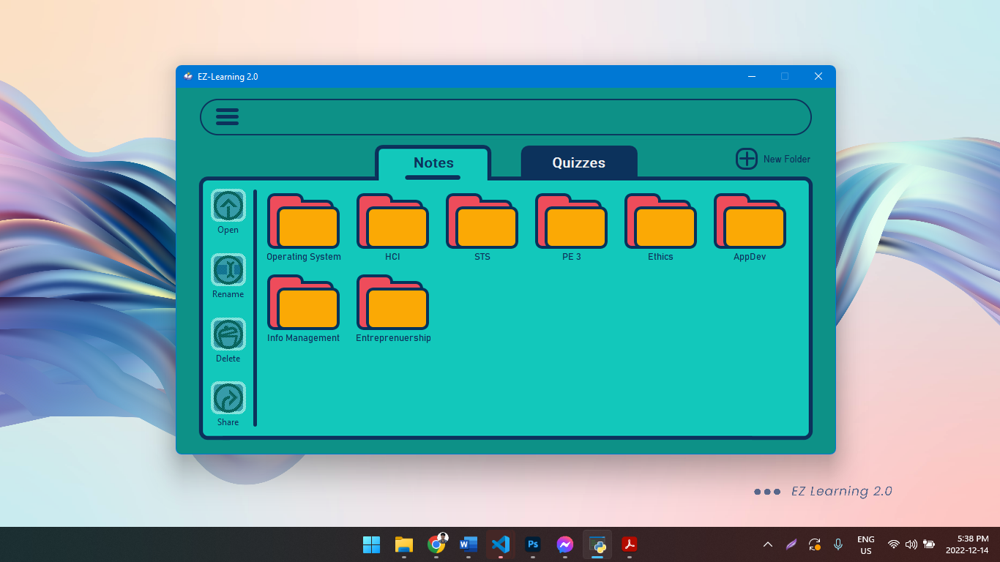 EZ-Learning 2.0
Notes
Quizzes
New Folder
Open
Rename
Delete
Share
Operating System
HCI
STS
PE 3
Ethics
AppDev
Info Management
Entreprenuership
EZ Learning 2.0
W
Ps
ENG
US
5:38 PM
2022-12-14